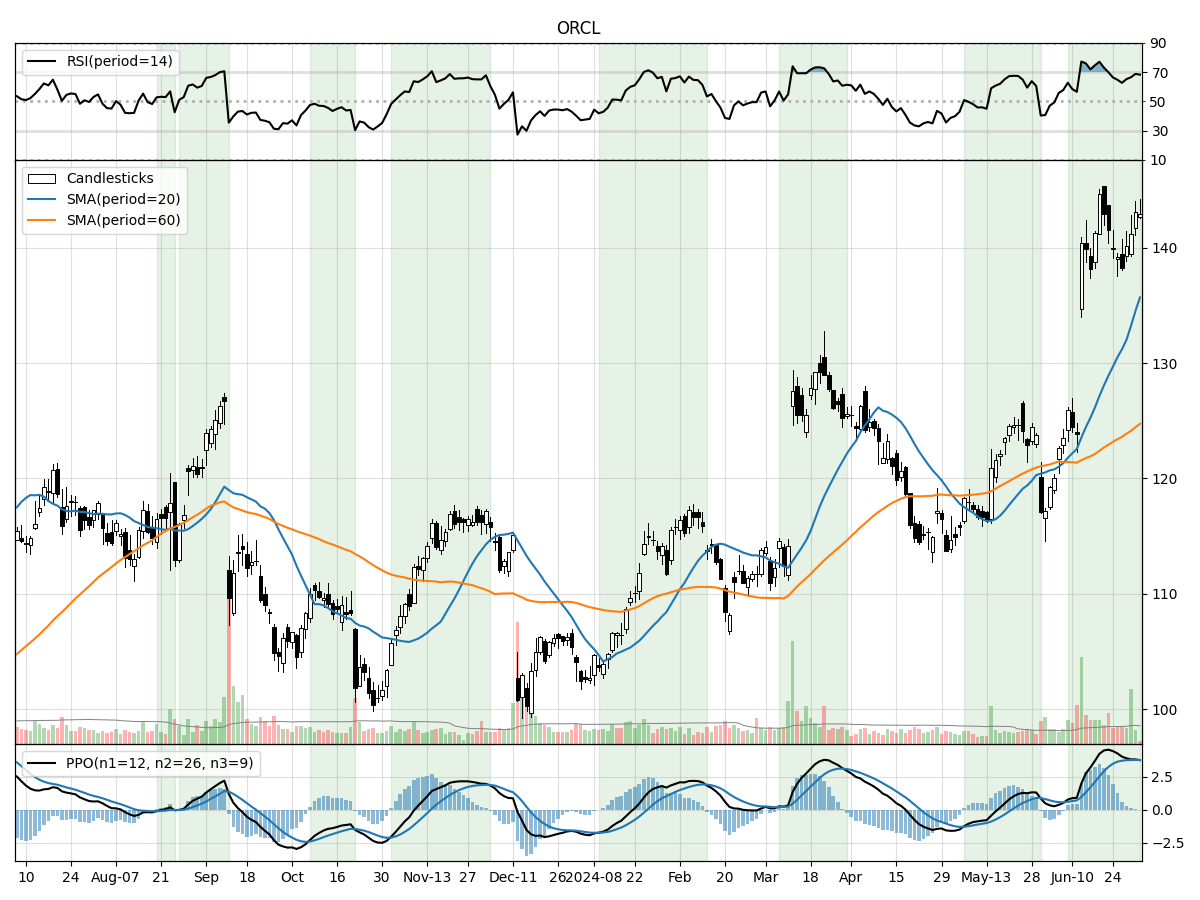 ORCL
RSI(period=14)
90
70
50
30
10
Candlesticks
SMA(period=20)
SMA(period=60)
140
130
120
110
100
PPO(n1=12, n2=26, n3=9)
2.5
0.0
−2.5
10 24 Aug-07 21 Sep 18 Oct 16 30 Nov-13 27 Dec-11 26 2024-08 22 Feb 20 Mar 18 Apr 15 29 May-13 28 Jun-10 24